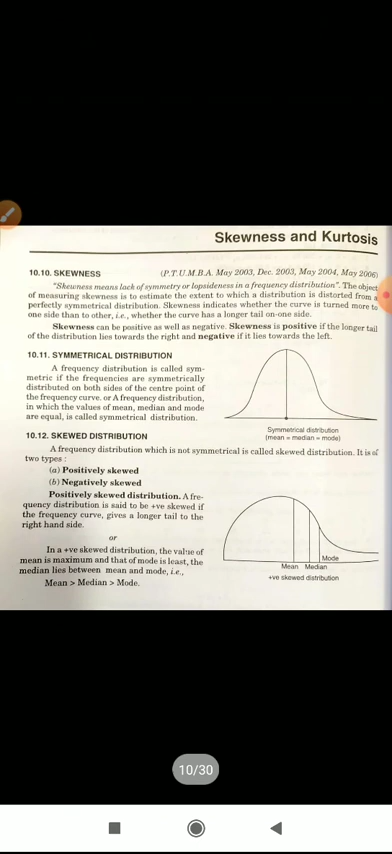 Skewness and Kurtosis
10.10. SKEWNESS (P.T.U.M.B.A. May 2003, Dec. 2003, May 2004, May 2006)
"Skewness means lack of symmetry or lopsideness in a frequency distribution". The object
of measuring skewness is to estimate the extent to which a distribution is distorted from a
perfectly symmetrical distribution. Skewness indicates whether the curve is turned more to
one side than to other, i.e., whether the curve has a longer tail on one side.
Skewness can be positive as well as negative. Skewness is positive if the longer tail
of the distribution lies towards the right and negative if it lies towards the left.
10.11. SYMMETRICAL DISTRIBUTION
A frequency distribution is called sym-
metric if the frequencies are symmetrically
distributed on both sides of the centre point of
the frequency curve. or A frequency distribution,
in which the values of mean, median and mode
are equal, is called symmetrical distribution.
Symmetrical distribution
(mean = median = mode)
10.12. SKEWED DISTRIBUTION
A frequency distribution which is not symmetrical is called skewed distribution. It is of
two types :
(a) Positively skewed
(b) Negatively skewed
Positively skewed distribution. A fre-
quency distribution is said to be +ve skewed if
the frequency curve, gives a longer tail to the
right hand side.
or
In a +ve skewed distribution, the value of
mean is maximum and that of mode is least, the
median lies between mean and mode, i.e.,
Mean > Median > Mode.
Mode
Mean Median
+ve skewed distribution
10/30